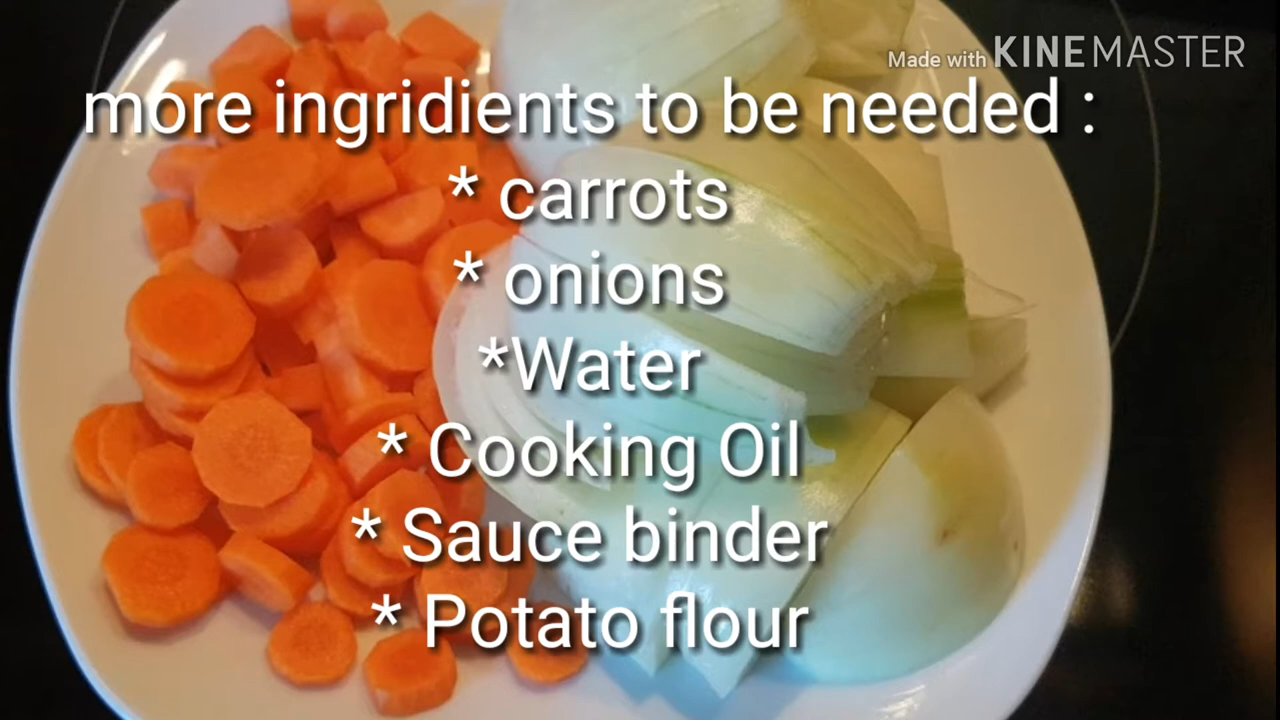 Made with KINEMASTER
more ingridients to be needed :
* carrots
* onions
*Water
* Cooking Oil
* Sauce binder
* Potato flour